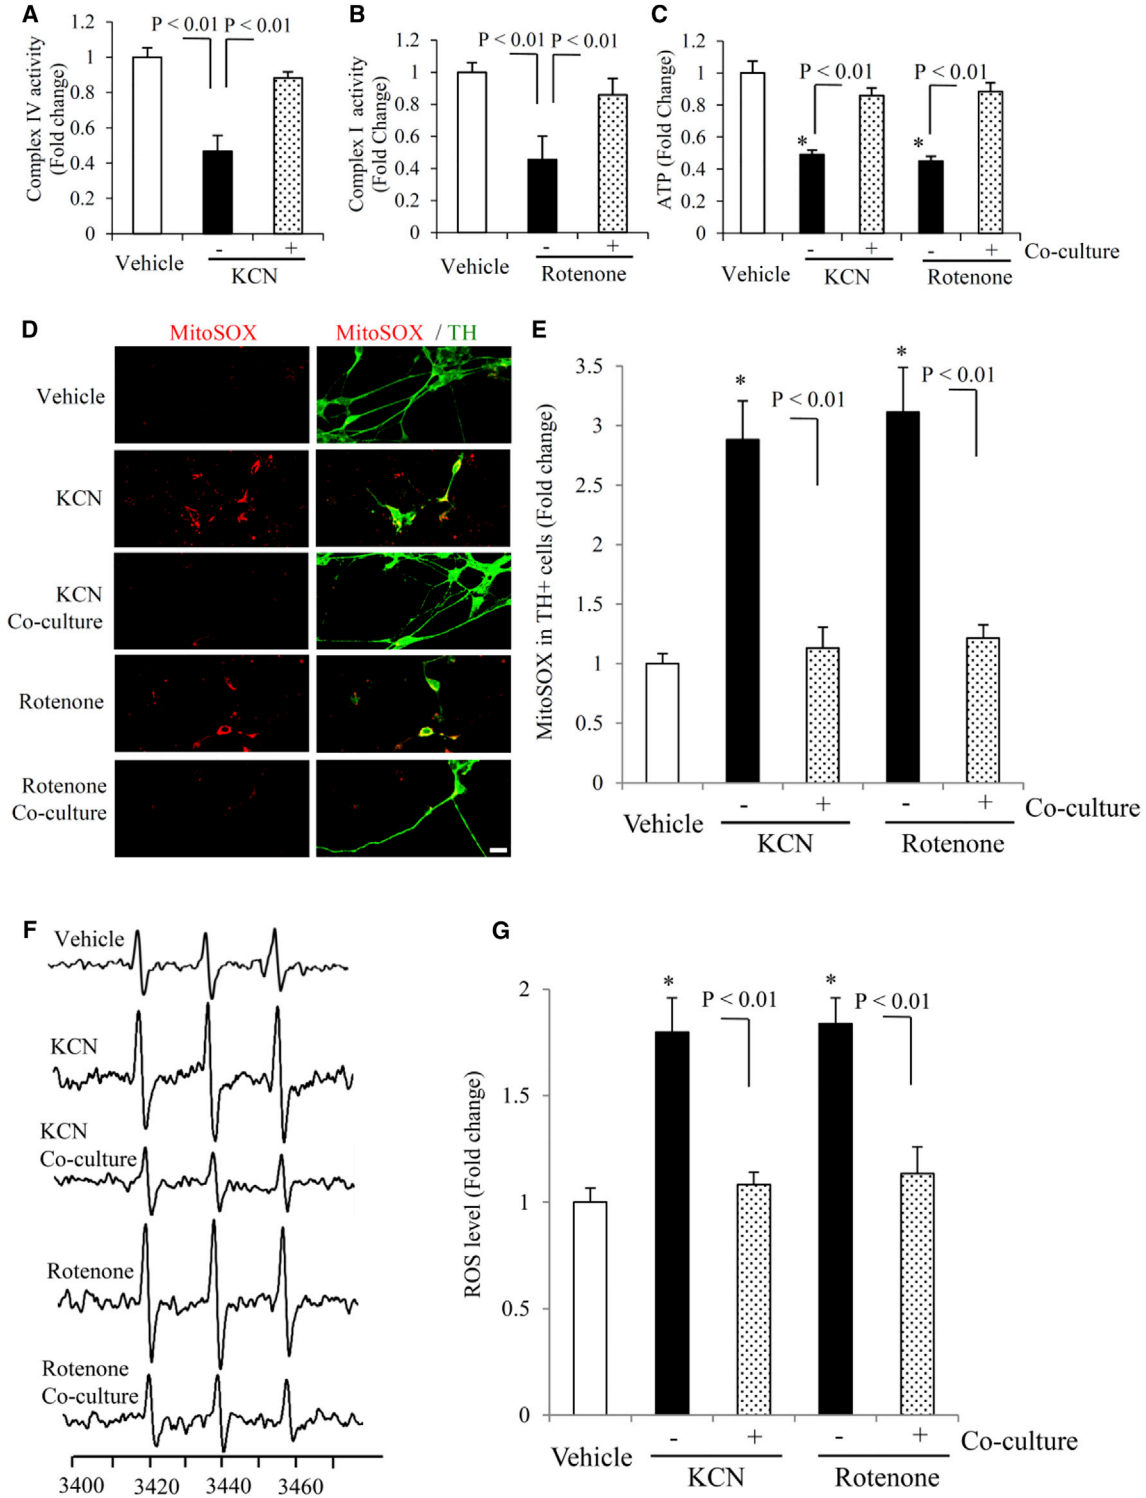 A
Complex IV activity
(Fold change)
1.2
1
0.8
0.6
0.4
0.2
0
P < 0.01 P < 0.01
- +
Vehicle
KCN
B
Complex I activity
(Fold Change)
1.2
1
0.8
0.6
0.4
0.2
0
P < 0.01 P < 0.01
- +
Vehicle
Rotenone
C
ATP (Fold Change)
1.2
1
0.8
0.6
0.4
0.2
0
P < 0.01
P < 0.01
* *
- + - + Co-culture
Vehicle KCN Rotenone
D
MitoSOX MitoSOX / TH
Vehicle
KCN
KCN
Co-culture
Rotenone
Rotenone
Co-culture
E
MitoSOX in TH+ cells (Fold change)
3.5
3
2.5
2
1.5
1
0.5
0
*
P < 0.01
*
P < 0.01
- + - + Co-culture
Vehicle KCN Rotenone
F
Vehicle
KCN
KCN
Co-culture
Rotenone
Rotenone
Co-culture
3400 3420 3440 3460
G
ROS level (Fold change)
2
1.5
1
0.5
0
*
P < 0.01
*
P < 0.01
- + - + Co-culture
Vehicle KCN Rotenone